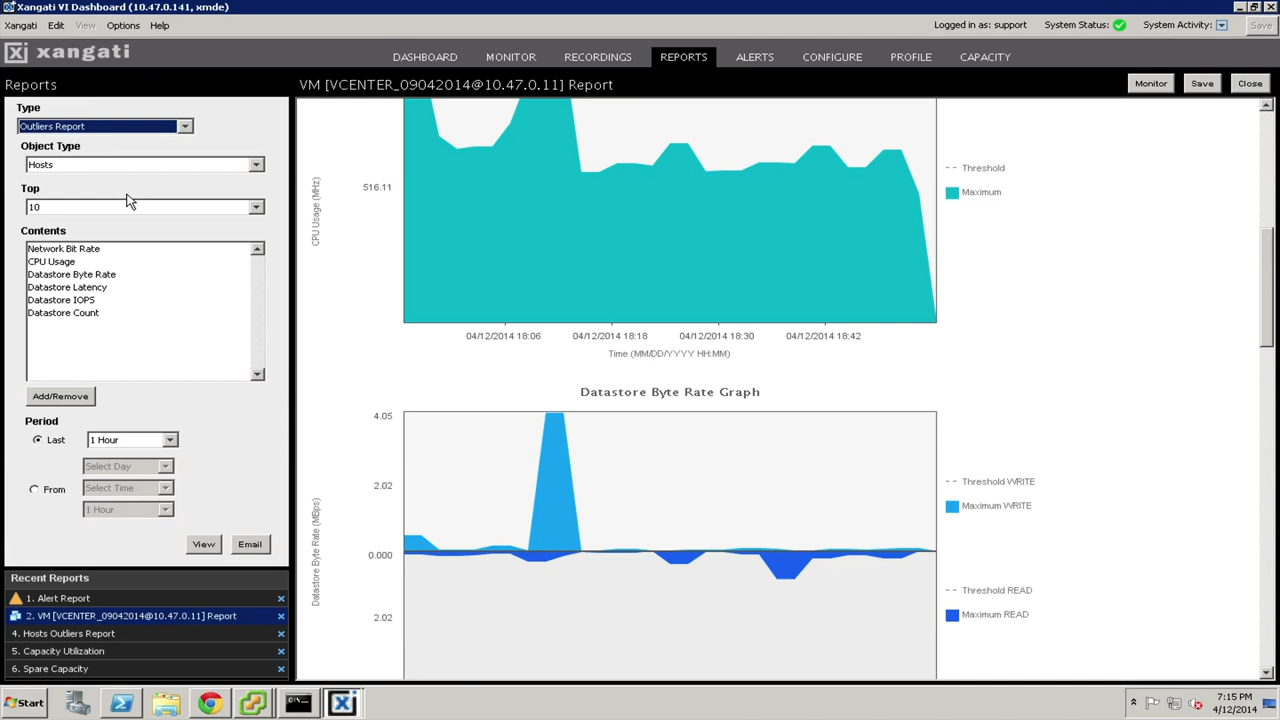 Xangati VI Dashboard (10.47.0.141, xmde)
Xangati Edit View Options Help
Logged in as: support System Status: System Activity: Save
xangati
DASHBOARD MONITOR RECORDINGS REPORTS ALERTS CONFIGURE PROFILE CAPACITY
Reports
VM [VCENTER_09042014@10.47.0.11] Report
Monitor Save Close
Type
Outliers Report
Object Type
Hosts
Top
10
Contents
Network Bit Rate
CPU Usage
Datastore Byte Rate
Datastore Latency
Datastore IOPS
Datastore Count
Add/Remove
Period
Last 1 Hour
Select Day
From Select Time
1 Hour
View Email
Recent Reports
1. Alert Report
2. VM [VCENTER_09042014@10.47.0.11] Report
4. Hosts Outliers Report
5. Capacity Utilization
6. Spare Capacity
CPU Usage (MHz)
516.11
Threshold
Maximum
04/12/2014 18:06 04/12/2014 18:18 04/12/2014 18:30 04/12/2014 18:42
Time (MM/DD/YYYY HH:MM)
Datastore Byte Rate Graph
Datastore Byte Rate (MBps)
4.05
2.02
0.000
2.02
Threshold WRITE
Maximum WRITE
Threshold READ
Maximum READ
Start
7:15 PM
4/12/2014